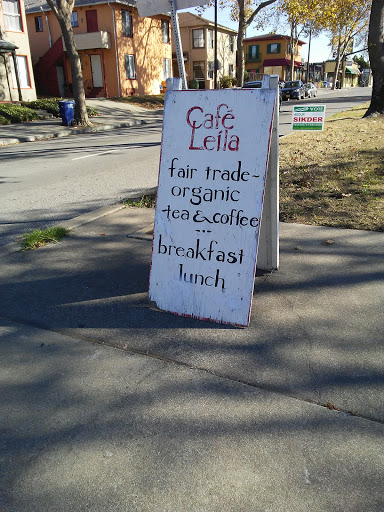 Café
Leila
fair trade-
organic
tea & coffee
...
breakfast
lunch
SIKDER